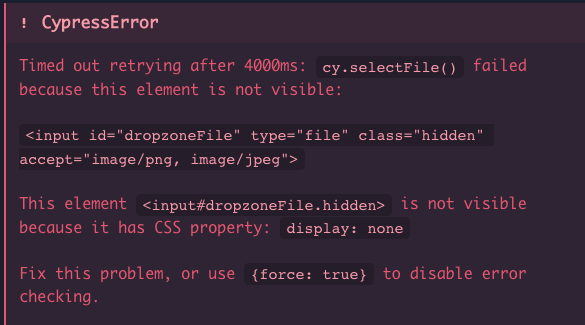 ! CypressError
Timed out retrying after 4000ms: cy.selectFile() failed
because this element is not visible:
<input id="dropzoneFile" type="file" class="hidden"
accept="image/png, image/jpeg">
This element <input#dropzoneFile.hidden> is not visible
because it has CSS property: display: none
Fix this problem, or use {force: true} to disable error
checking.